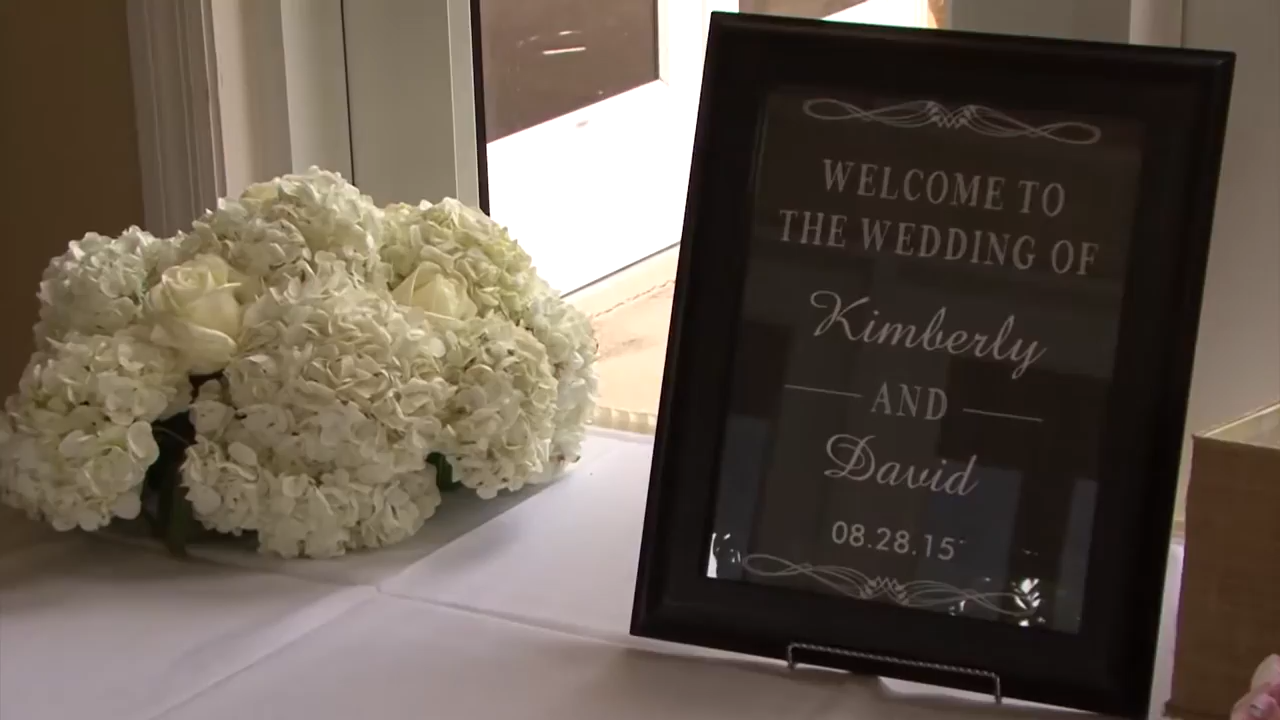 WELCOME TO
THE WEDDING OF
Kimberly
AND
David
08.28.15